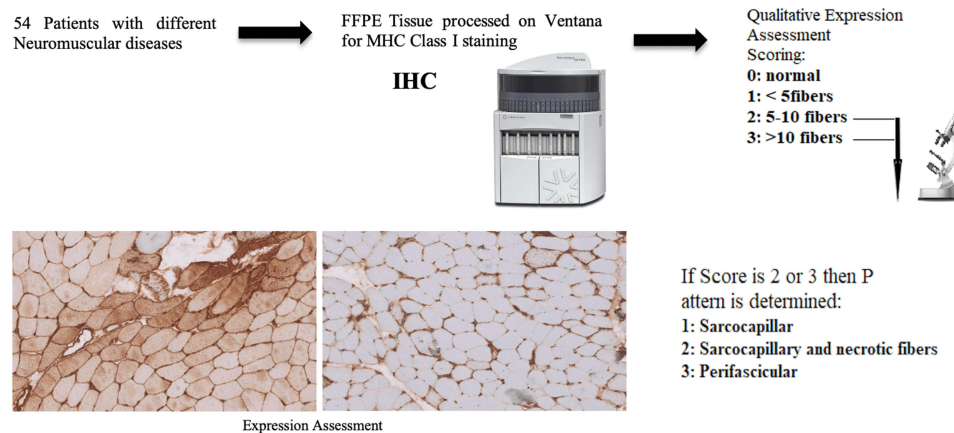 54 Patients with different
Neuromuscular diseases
FFPE Tissue processed on Ventana
for MHC Class I staining
IHC
Qualitative Expression
Assessment
Scoring:
0: normal
1: < 5fibers
2: 5-10 fibers
3: >10 fibers
If Score is 2 or 3 then P
attern is determined:
1: Sarcocapillar
2: Sarcocapillary and necrotic fibers
3: Perifascicular
Expression Assessment